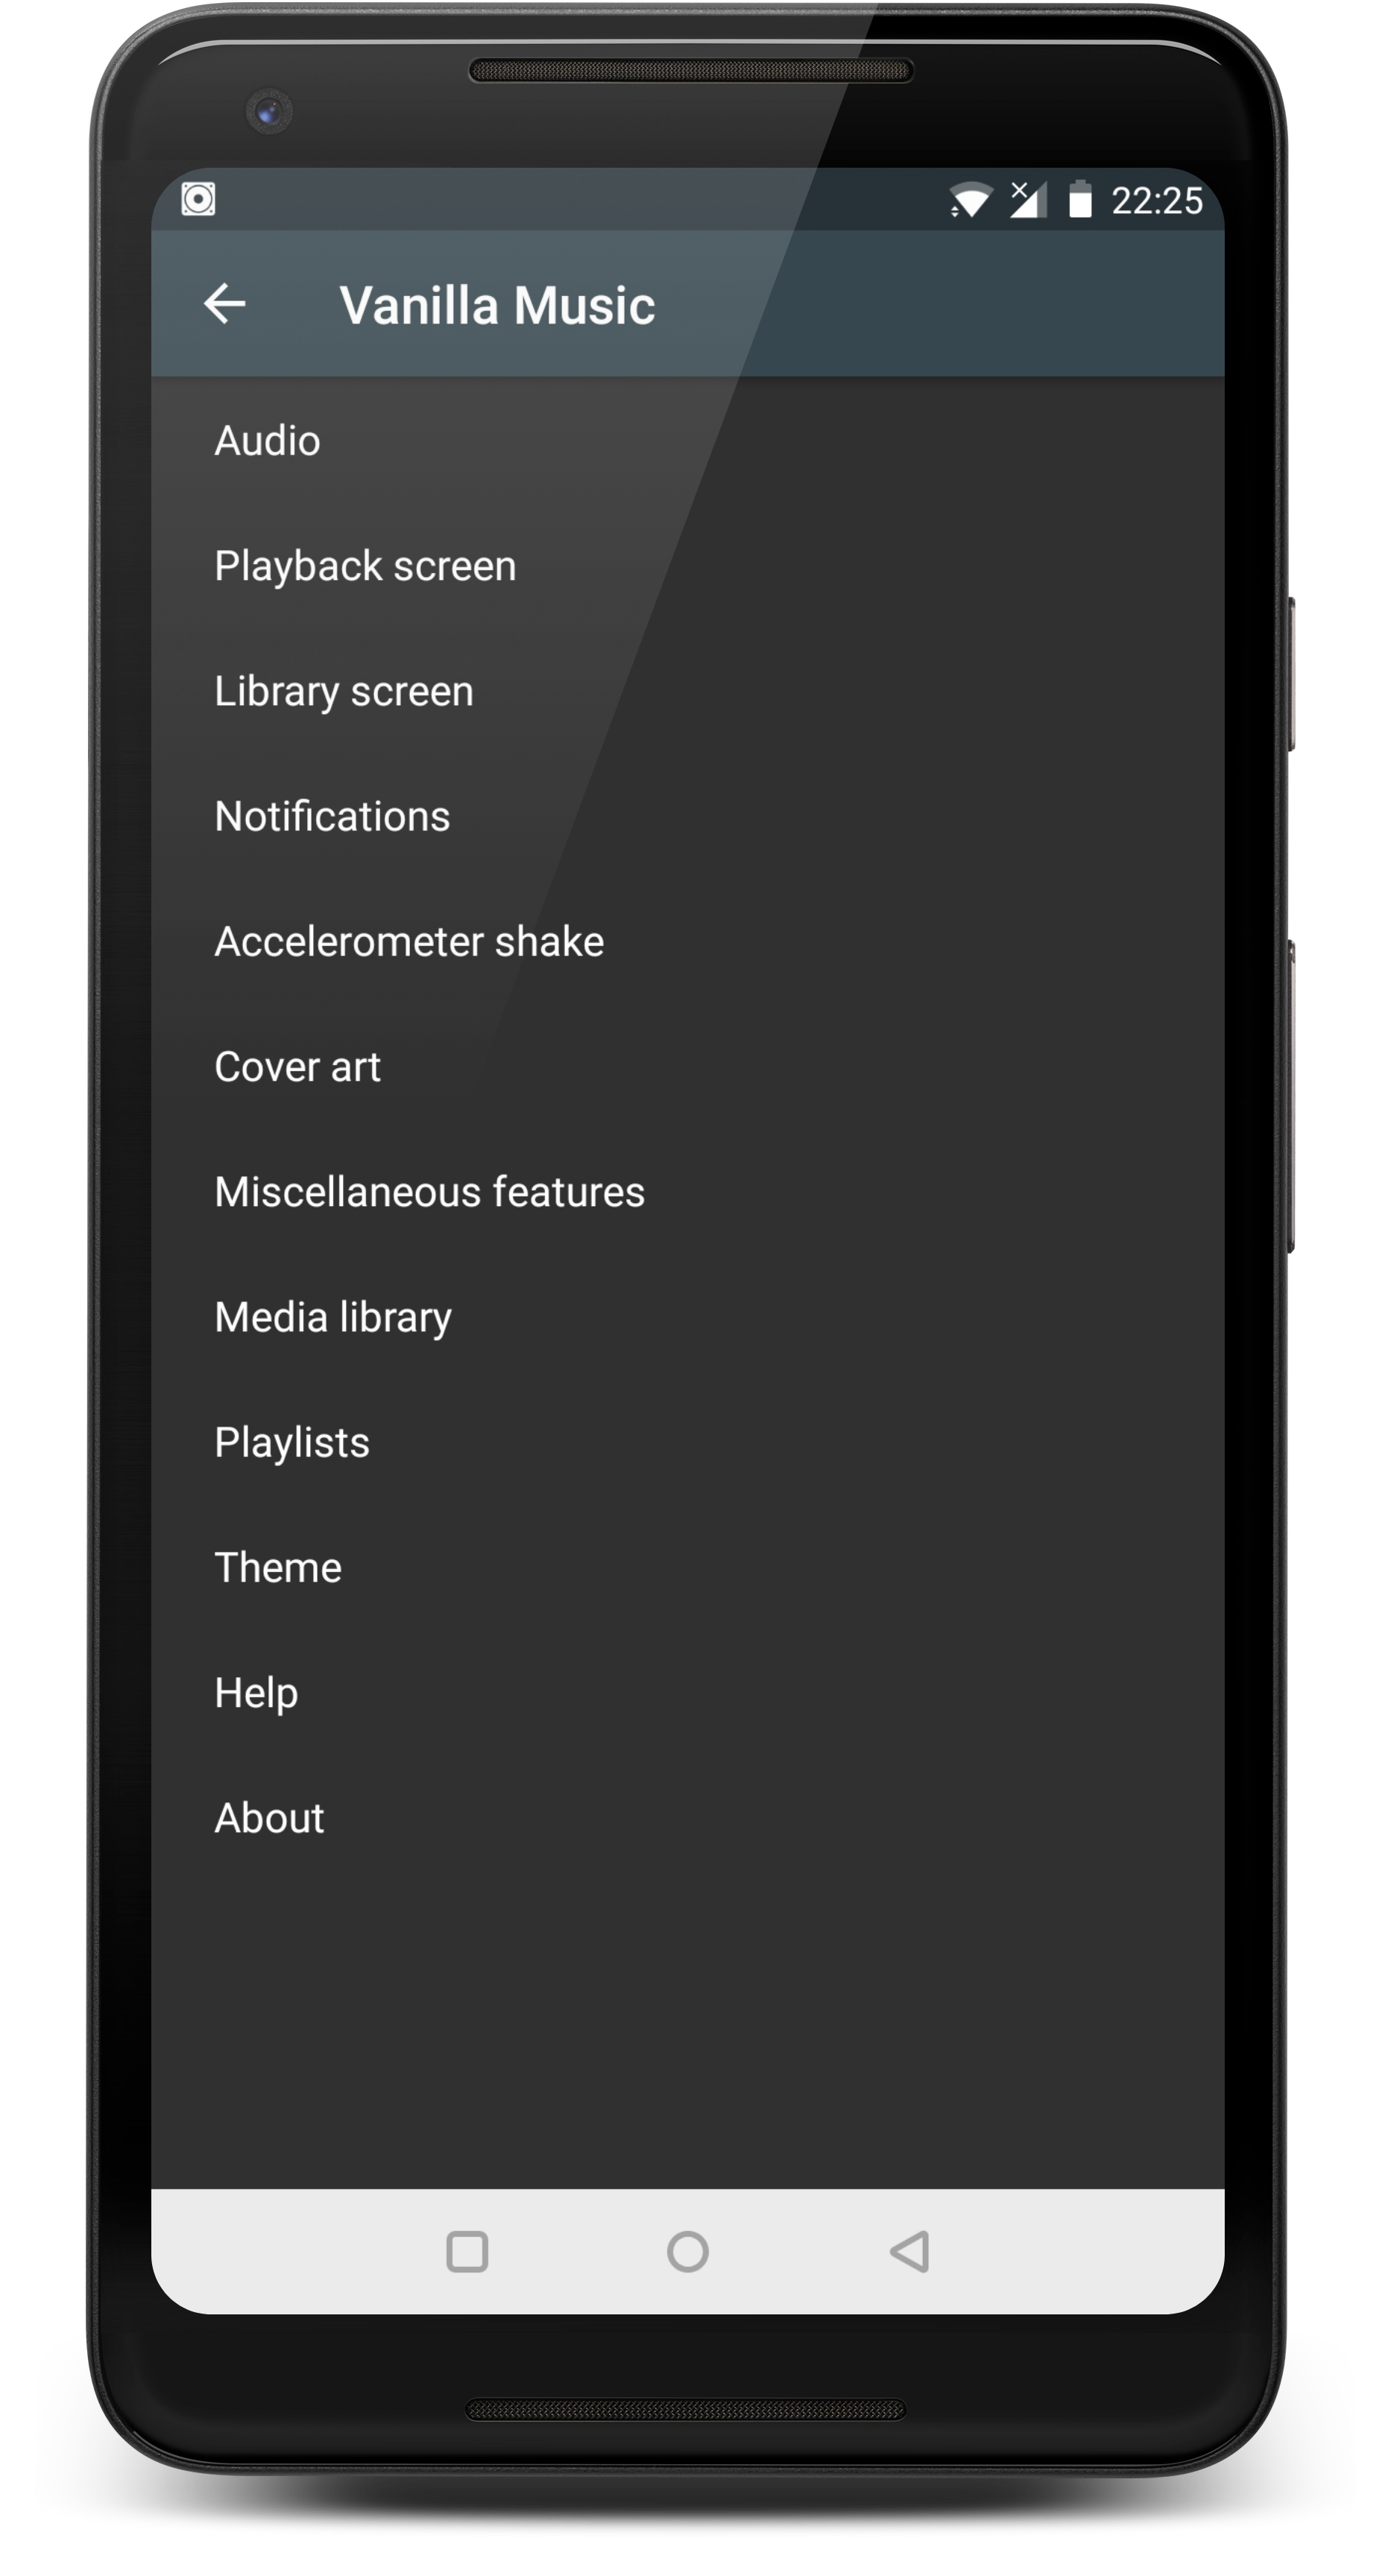 22:25
Vanilla Music
Audio
Playback screen
Library screen
Notifications
Accelerometer shake
Cover art
Miscellaneous features
Media library
Playlists
Theme
Help
About